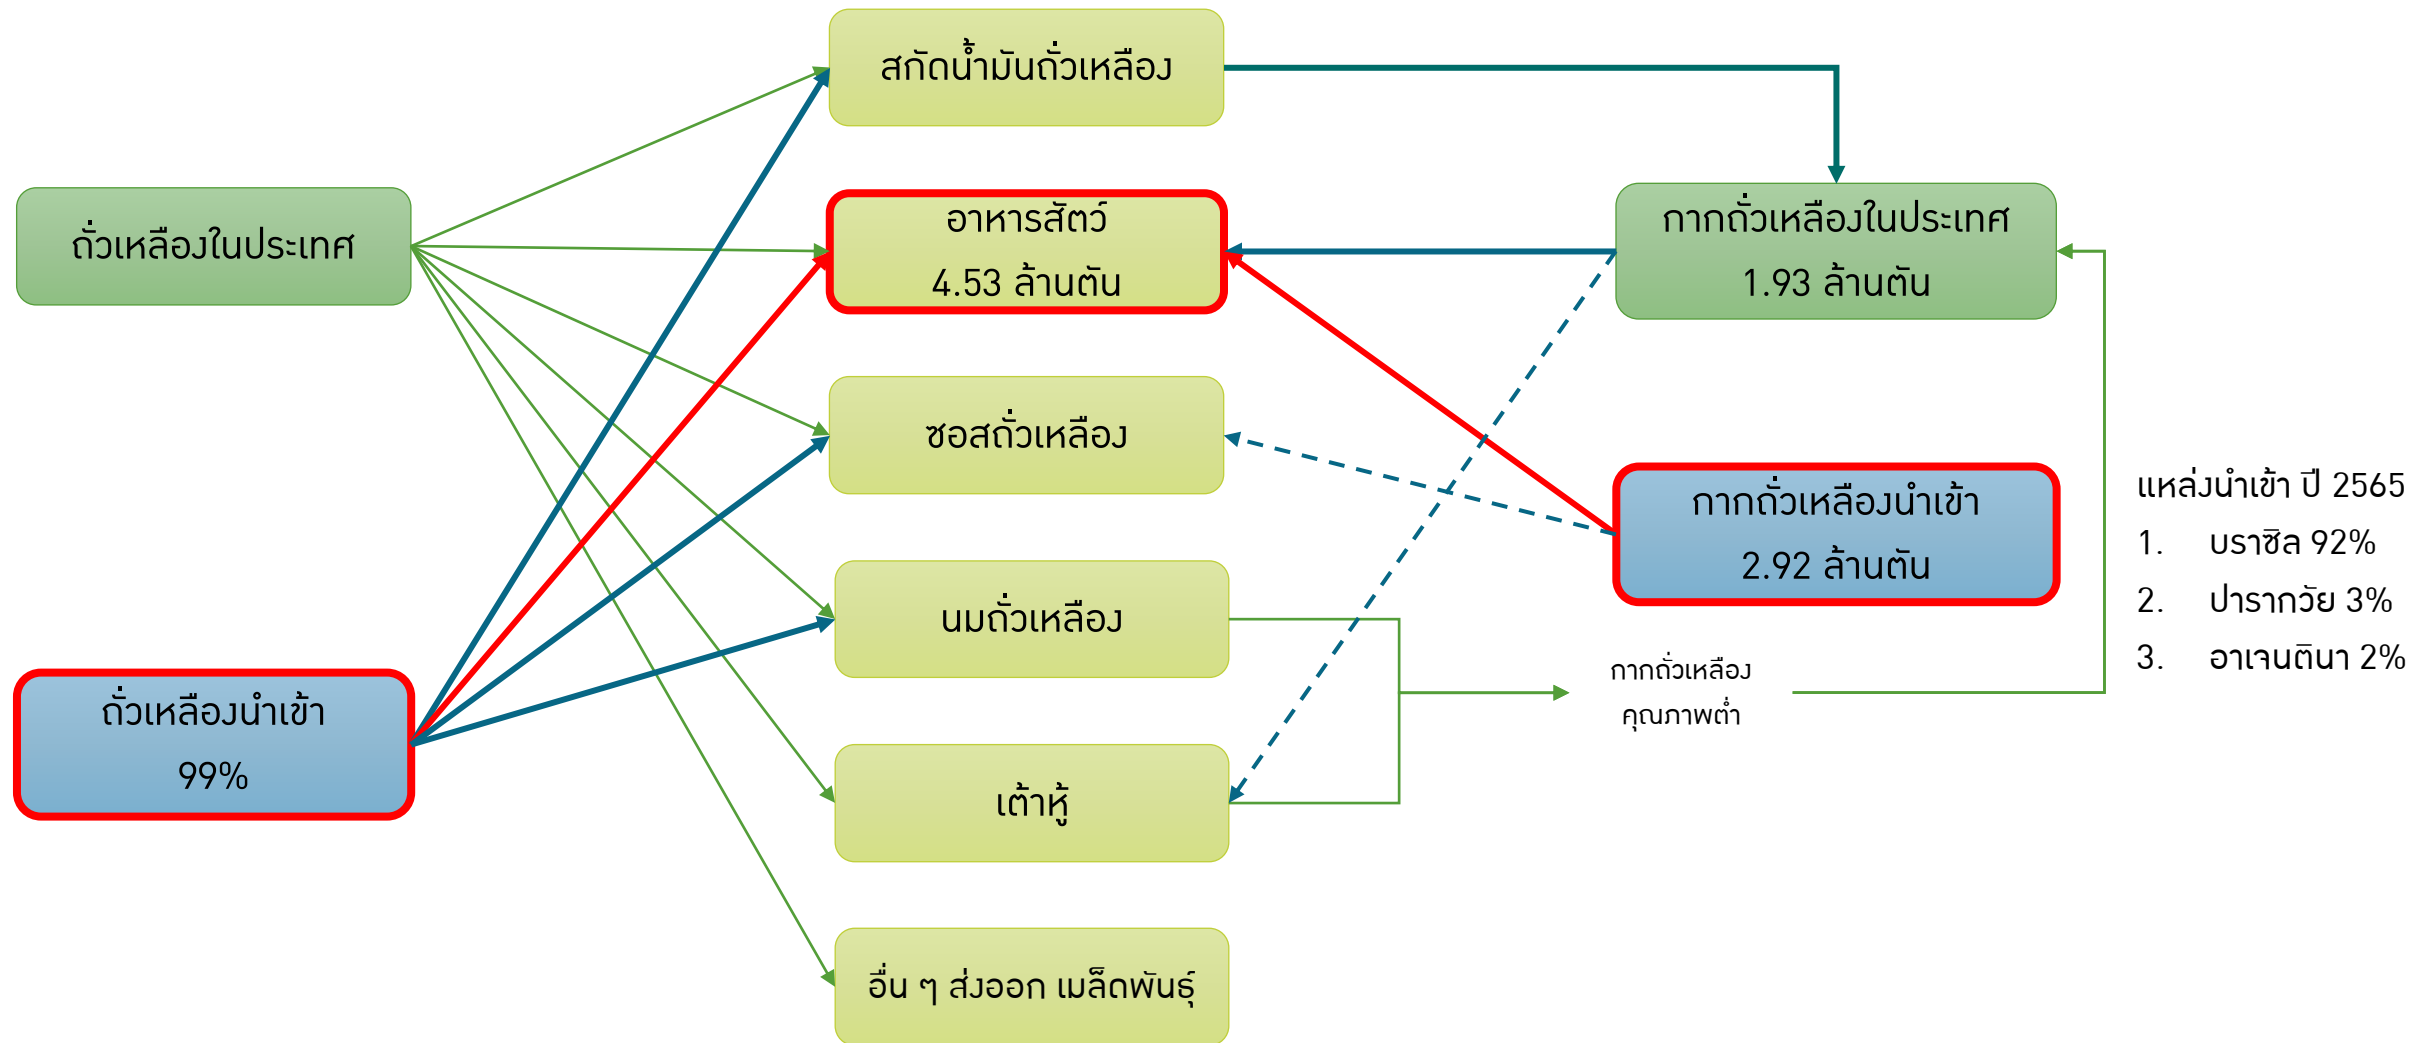 สกัดน้ำมันถั่วเหลือง
ถั่วเหลืองในประเทศ
อาหารสัตว์
4.53 ล้านตัน
กากถั่วเหลืองในประเทศ
1.93 ล้านตัน
ซอสถั่วเหลือง
กากถั่วเหลืองนำเข้า
2.92 ล้านตัน
แหล่งนำเข้า ปี 2565
1. บราซิล 92%
2. ปารากวัย 3%
3. อาเจนตินา 2%
นมถั่วเหลือง
กากถั่วเหลือง
คุณภาพต่ำ
ถั่วเหลืองนำเข้า
99%
เต้าหู้
อื่น ๆ ส่งออก เมล็ดพันธุ์